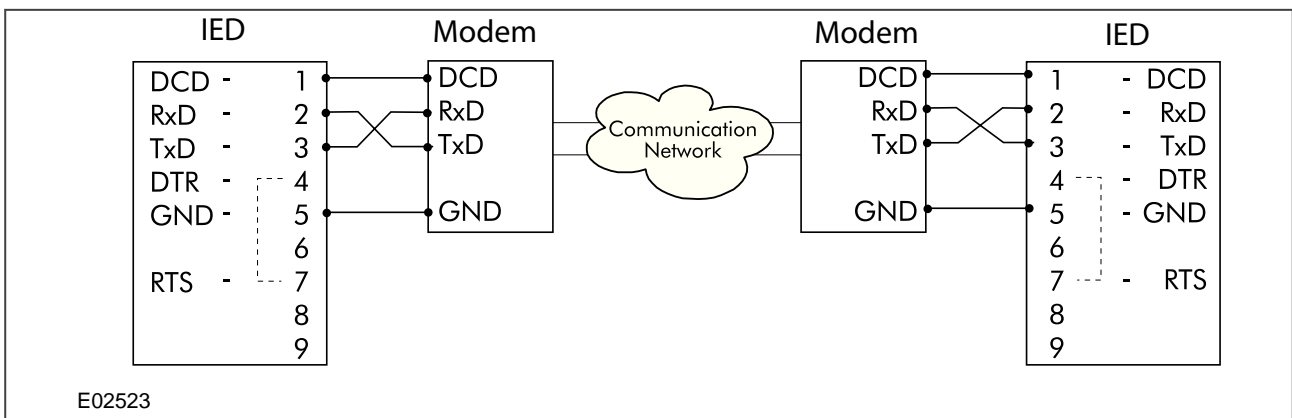 IED Modem Modem IED
DCD - 1 DCD DCD 1 - DCD
RxD - 2 RxD RxD 2 - RxD
TxD - 3 TxD Communication Network TxD 3 - TxD
DTR - 4 4 - DTR
GND - 5 GND GND 5 - GND
6 6
RTS - 7 7 - RTS
8 8
9 9
E02523